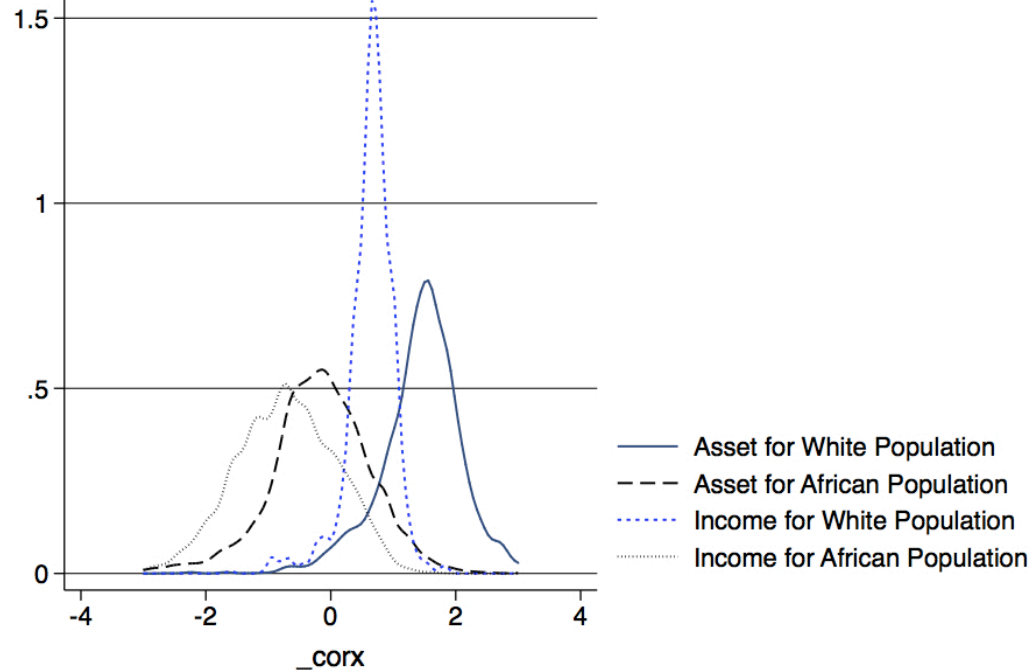 1.5
1
.5
0
-4 -2 0 2 4
_corx
Asset for White Population
Asset for African Population
Income for White Population
Income for African Population